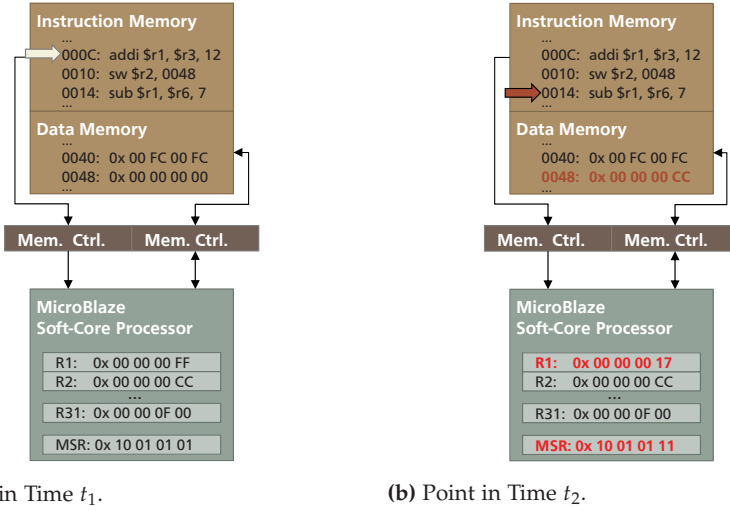 Instruction Memory
...
000C: addi $r1, $r3, 12
0010: sw $r2, 0048
0014: sub $r1, $r6, 7
...
Data Memory
...
0040: 0x 00 FC 00 FC
...
0048: 0x 00 00 00 00
Mem. Ctrl.
Mem. Ctrl.
MicroBlaze
Soft-Core Processor
R1: 0x 00 00 00 FF
R2: 0x 00 00 00 CC
...
R31: 0x 00 00 0F 00
MSR: 0x 10 01 01 01
in Time t1.
Instruction Memory
...
000C: addi $r1, $r3, 12
0010: sw $r2, 0048
0014: sub $r1, $r6, 7
...
Data Memory
...
0040: 0x 00 FC 00 FC
0048: 0x 00 00 00 CC
...
Mem. Ctrl.
Mem. Ctrl.
MicroBlaze
Soft-Core Processor
R1: 0x 00 00 00 17
R2: 0x 00 00 00 CC
...
R31: 0x 00 00 0F 00
MSR: 0x 10 01 01 11
(b) Point in Time t2.